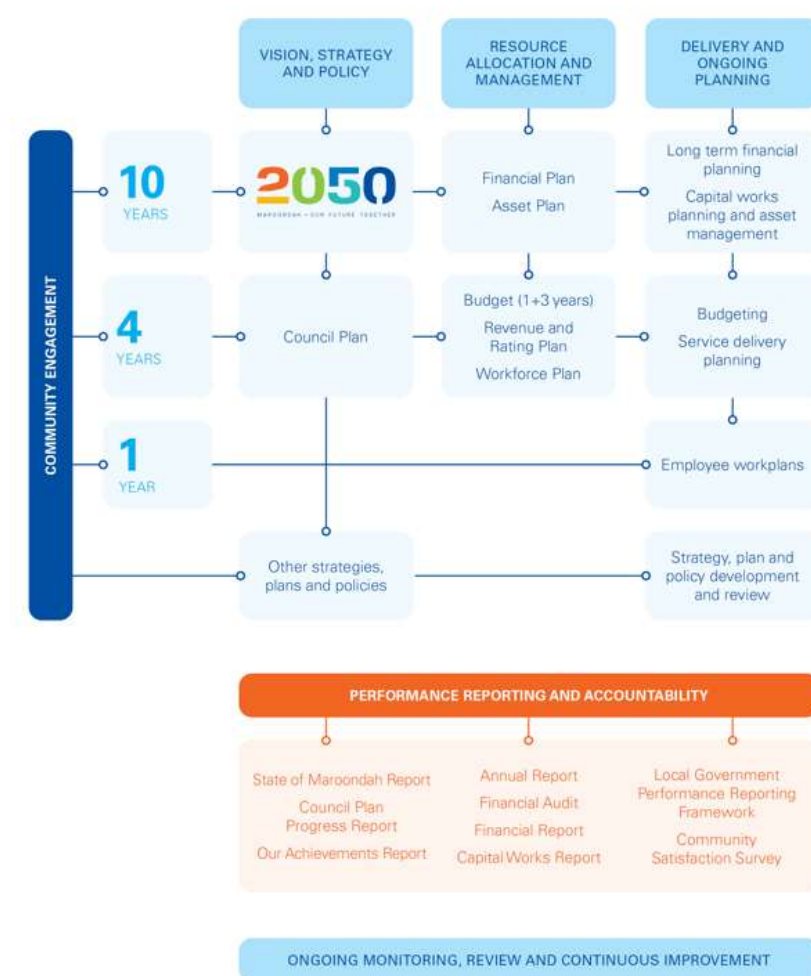 VISION, STRATEGY
AND POLICY
RESOURCE
ALLOCATION AND
MANAGEMENT
DELIVERY AND
ONGOING
PLANNING
COMMUNITY ENGAGEMENT
10
YEARS
2050
MAROONDAH • OUR FUTURE TOGETHER
Financial Plan
Asset Plan
Long term financial
planning
Capital works
planning and asset
management
4
YEARS
Council Plan
Budget (1+3 years)
Revenue and
Rating Plan
Workforce Plan
Budgeting
Service delivery
planning
1
YEAR
Employee workplans
Other strategies,
plans and policies
Strategy, plan and
policy development
and review
PERFORMANCE REPORTING AND ACCOUNTABILITY
State of Maroondah Report
Council Plan
Progress Report
Our Achievements Report
Annual Report
Financial Audit
Financial Report
Capital Works Report
Local Government
Performance Reporting
Framework
Community
Satisfaction Survey
ONGOING MONITORING, REVIEW AND CONTINUOUS IMPROVEMENT